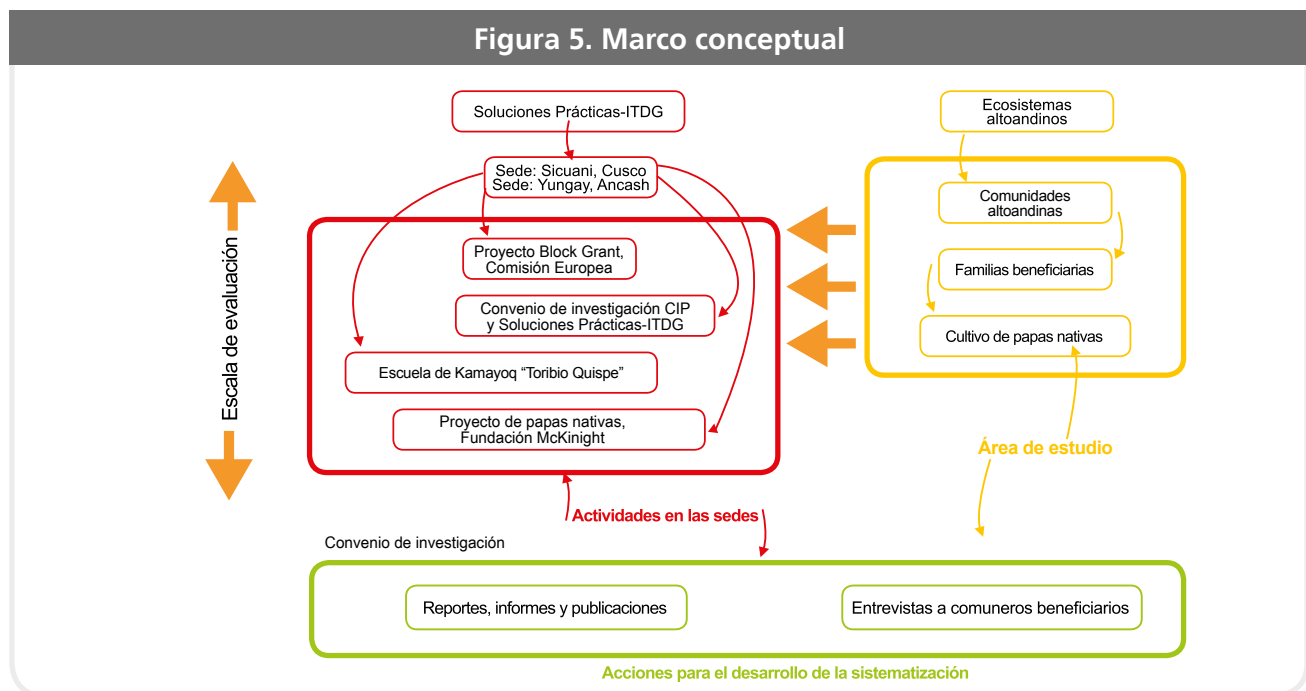 Figura 5. Marco conceptual
Soluciones Prácticas-ITDG
Sede: Sicuani, Cusco
Sede: Yungay, Ancash
Proyecto Block Grant,
Comisión Europea
Convenio de investigación CIP
y Soluciones Prácticas-ITDG
Escuela de Kamayoq “Toribio Quispe”
Proyecto de papas nativas,
Fundación McKinight
Escala de evaluación
Ecosistemas
altoandinos
Comunidades
altoandinas
Familias beneficiarias
Cultivo de papas nativas
Área de estudio
Actividades en las sedes
Convenio de investigación
Reportes, informes y publicaciones
Entrevistas a comuneros beneficiarios
Acciones para el desarrollo de la sistematización